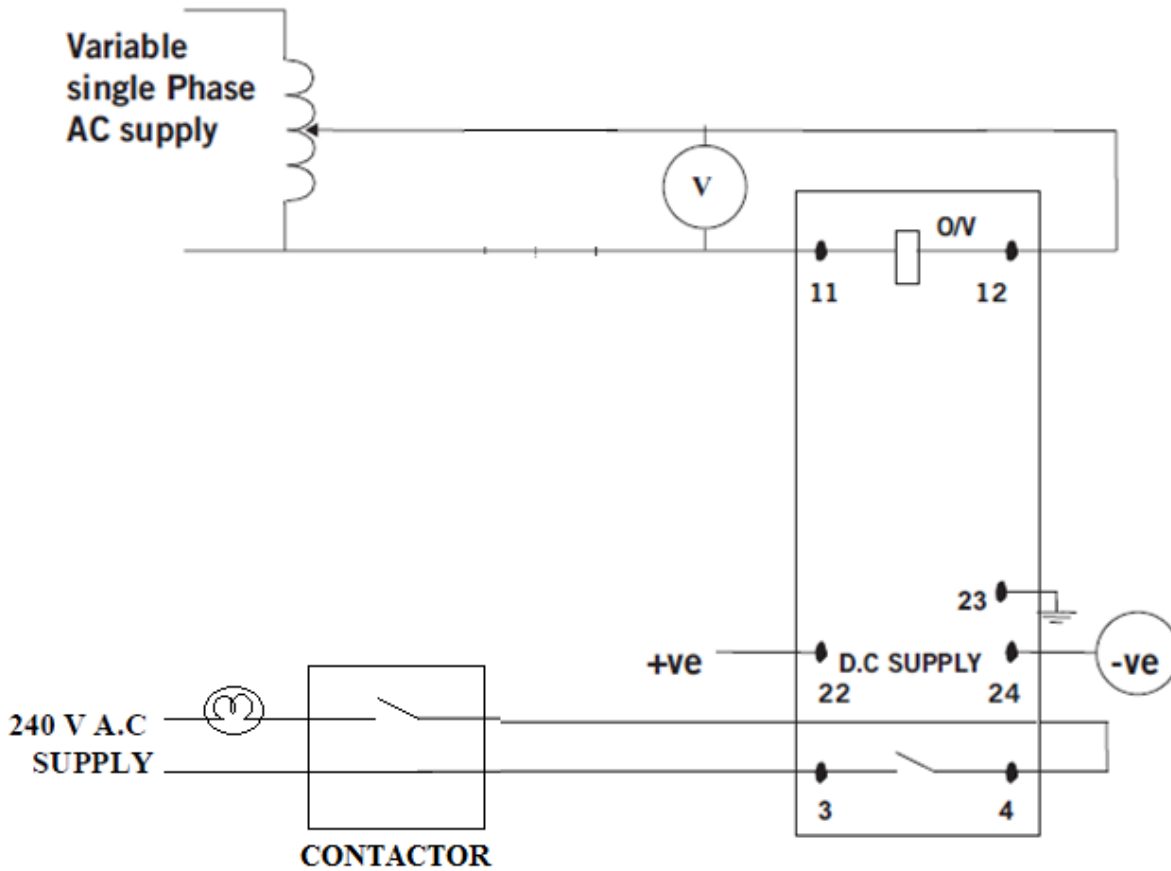 Variable
single Phase
AC supply
V
O/V
11
12
23
+ve
D.C SUPPLY
-ve
22
24
240 V A.C
SUPPLY
3
4
CONTACTOR